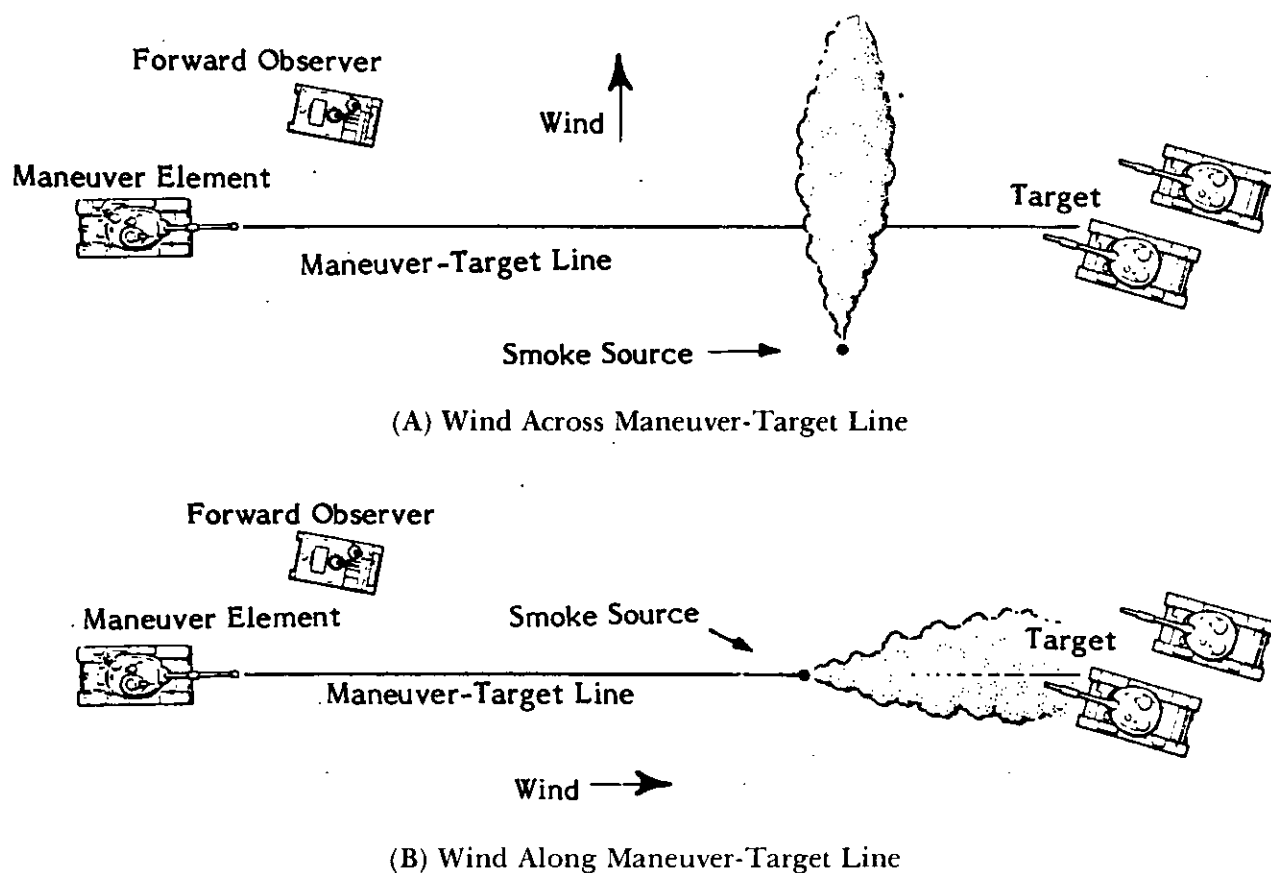 Forward Observer
Wind
Maneuver Element
Target
Maneuver-Target Line
Smoke Source
(A) Wind Across Maneuver-Target Line
Forward Observer
Maneuver Element
Smoke Source
Target
Maneuver-Target Line
Wind
(B) Wind Along Maneuver-Target Line